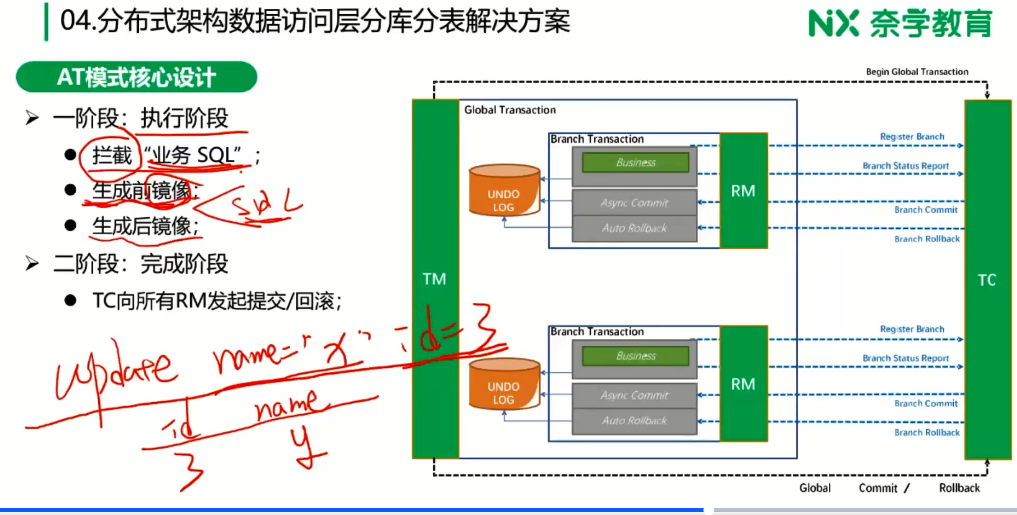 04.分布式架构数据访问层分库分表解决方案
NX 奈学教育
AT模式核心设计
➢ 一阶段：执行阶段
● 拦截“业务 SQL”；
● 生成前镜像；
SQL
● 生成后镜像；
➢ 二阶段：完成阶段
● TC向所有RM发起提交/回滚；
update name="x" id=3
id name
3 y
Begin Global Transaction
Global Transaction
Branch Transaction
Business
UNDO
LOG
Async Commit
Auto Rollback
RM
Register Branch
Branch Status Report
Branch Commit
Branch Rollback
TM
TC
Branch Transaction
Business
UNDO
LOG
Async Commit
Auto Rollback
RM
Register Branch
Branch Status Report
Branch Commit
Branch Rollback
Global Commit / Rollback